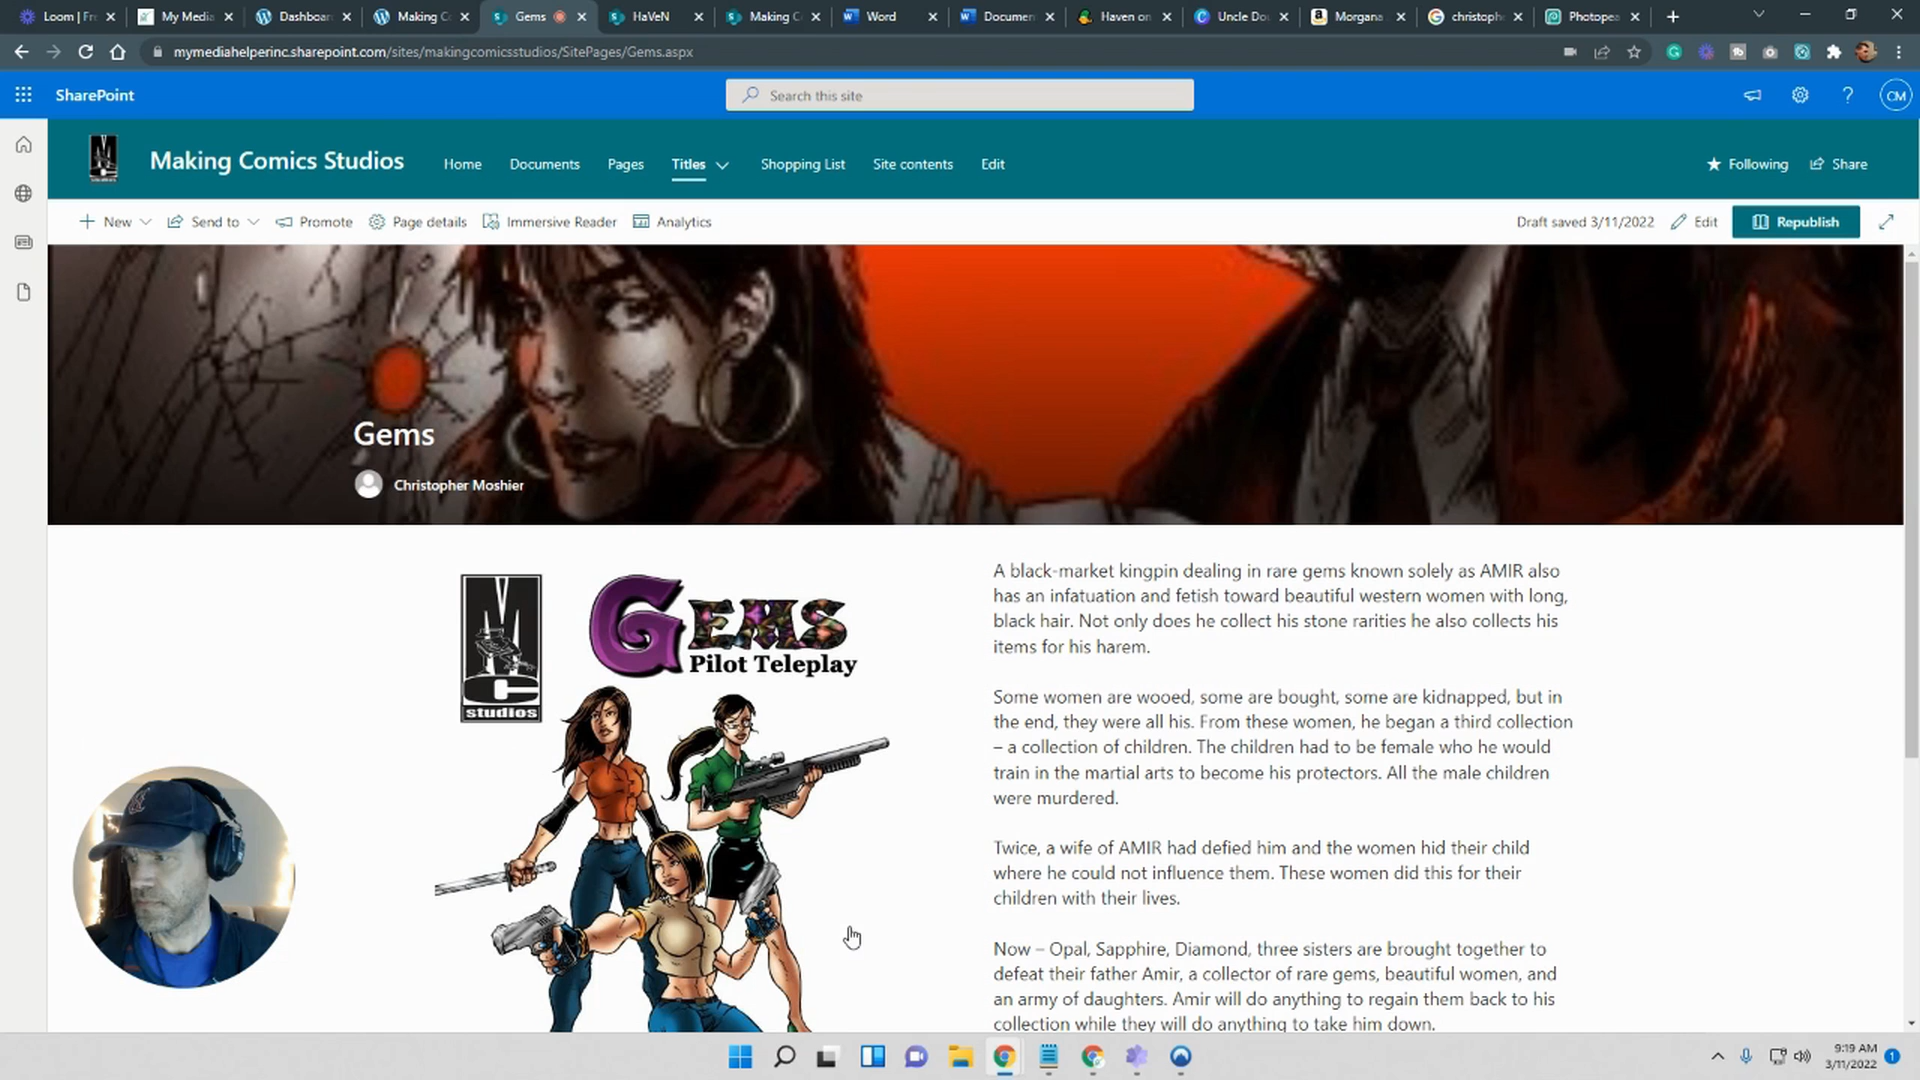 Loom | Fr
My Media
Dashboar
Making C
Gems
HaVeN
Making C
Word
Documen
Haven on
Uncle Do
Morgana
christoph
Photopea
mymediahelperinc.sharepoint.com/sites/makingcomicsstudios/SitePages/Gems.aspx
SharePoint
Search this site
CM
Making Comics Studios
Home
Documents
Pages
Titles
Shopping List
Site contents
Edit
Following
Share
New
Send to
Promote
Page details
Immersive Reader
Analytics
Draft saved 3/11/2022
Edit
Republish
Gems
Christopher Moshier
M
C
studios
GEMS
Pilot Teleplay
A black-market kingpin dealing in rare gems known solely as AMIR also
has an infatuation and fetish toward beautiful western women with long,
black hair. Not only does he collect his stone rarities he also collects his
items for his harem.
Some women are wooed, some are bought, some are kidnapped, but in
the end, they were all his. From these women, he began a third collection
– a collection of children. The children had to be female who he would
train in the martial arts to become his protectors. All the male children
were murdered.
Twice, a wife of AMIR had defied him and the women hid their child
where he could not influence them. These women did this for their
children with their lives.
Now – Opal, Sapphire, Diamond, three sisters are brought together to
defeat their father Amir, a collector of rare gems, beautiful women, and
an army of daughters. Amir will do anything to regain them back to his
collection while they will do anything to take him down.
9:19 AM
3/11/2022
1